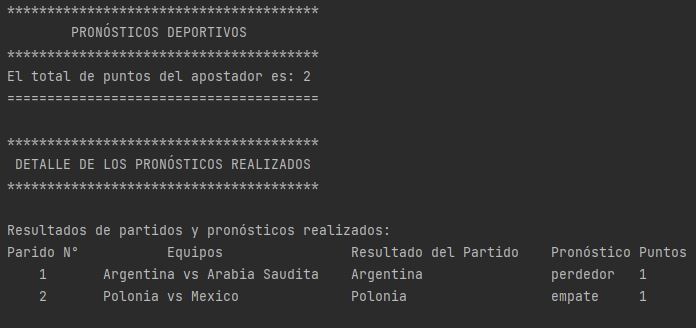 ***************************************
PRONÓSTICOS DEPORTIVOS
***************************************
El total de puntos del apostador es: 2
=======================================
***************************************
DETALLE DE LOS PRONÓSTICOS REALIZADOS
***************************************
Resultados de partidos y pronósticos realizados:
Parido N° Equipos Resultado del Partido Pronóstico Puntos
1 Argentina vs Arabia Saudita Argentina perdedor 1
2 Polonia vs Mexico Polonia empate 1